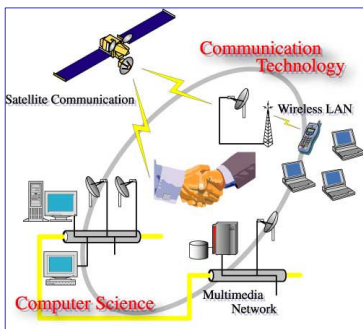 Communication
Technology
Satellite Communication
Wireless LAN
Computer Science
Multimedia
Network